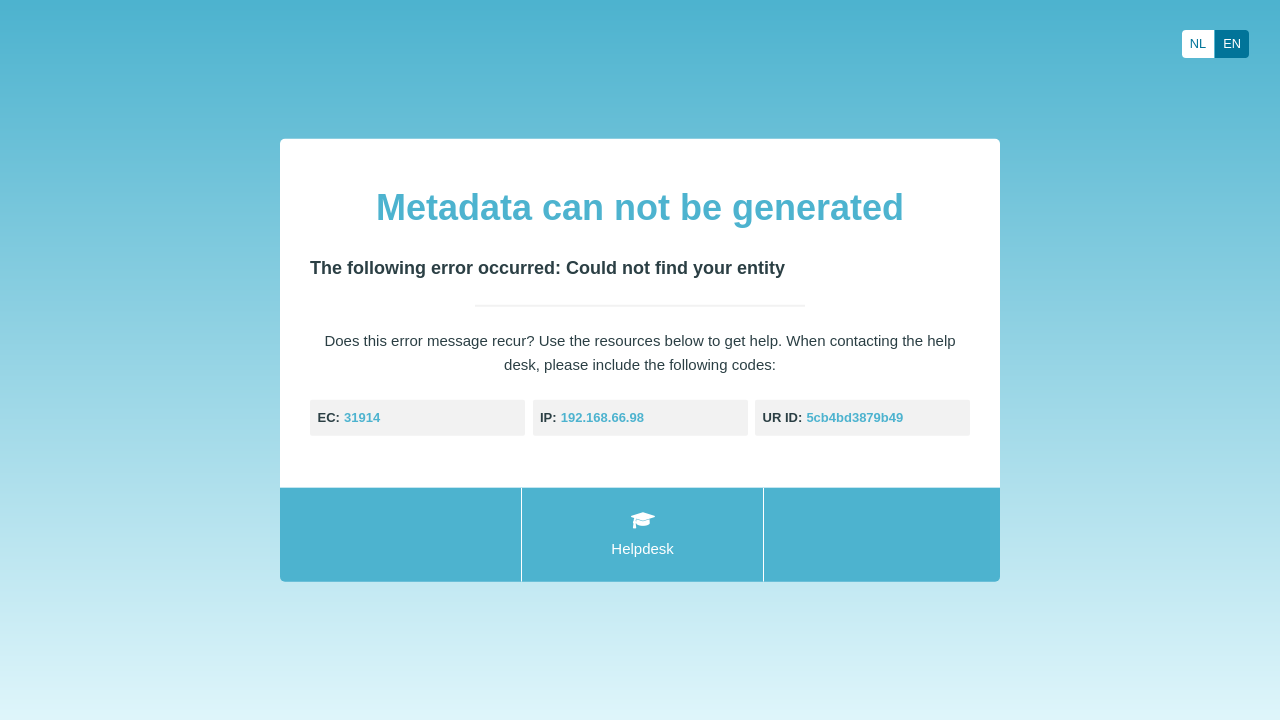 NL EN
Metadata can not be generated
The following error occurred: Could not find your entity
Does this error message recur? Use the resources below to get help. When contacting the help
desk, please include the following codes:
EC: 31914 IP: 192.168.66.98 UR ID: 5cb4bd3879b49
Helpdesk